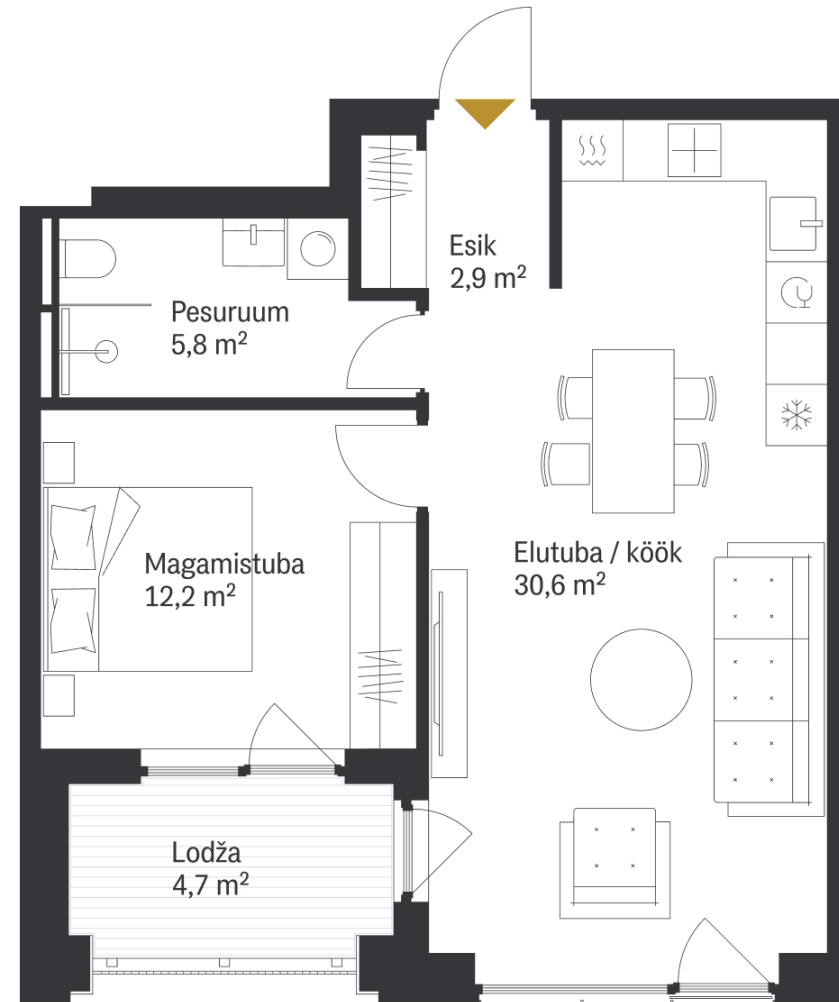 Esik
2,9 m²
Pesuruum
5,8 m²
Magamistuba
12,2 m²
Elutuba / köök
30,6 m²
Lodža
4,7 m²